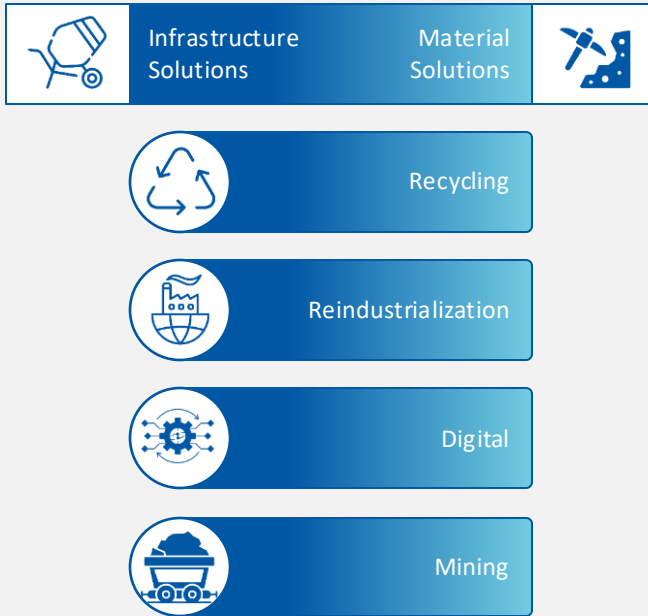 Infrastructure
Solutions
Material
Solutions
Recycling
Reindustrialization
Digital
Mining